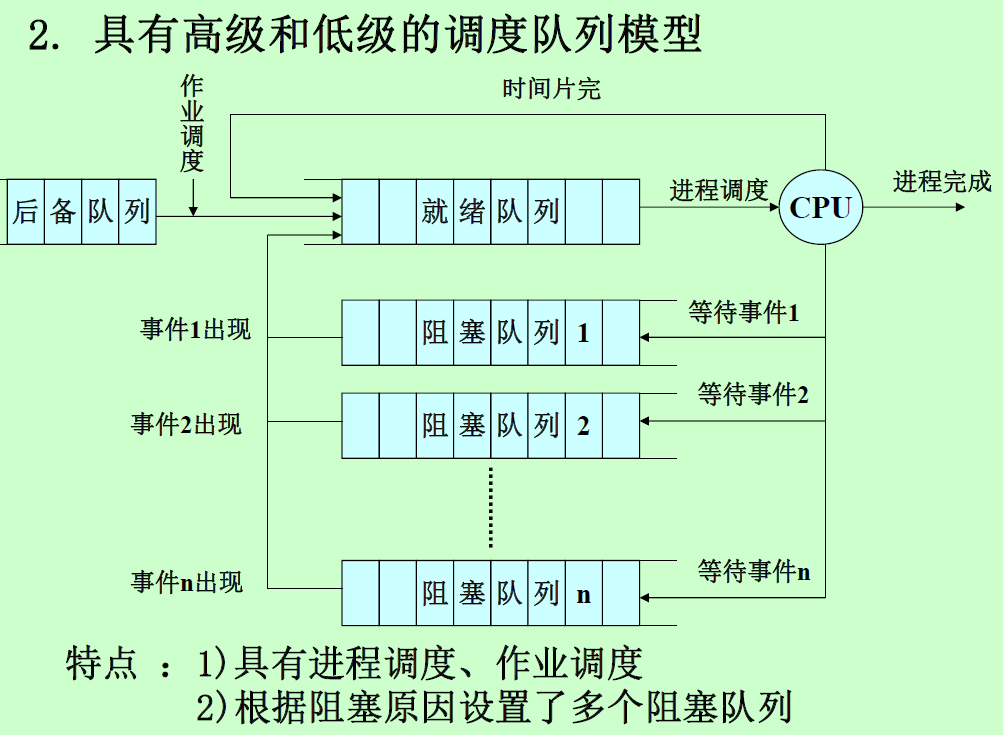 2. 具有高级和低级的调度队列模型
作业调度
时间片完
后备队列
就绪队列
进程调度
CPU
进程完成
事件1出现
阻塞队列1
等待事件1
事件2出现
阻塞队列2
等待事件2
事件n出现
阻塞队列n
等待事件n
特点 ：1)具有进程调度、作业调度
2)根据阻塞原因设置了多个阻塞队列